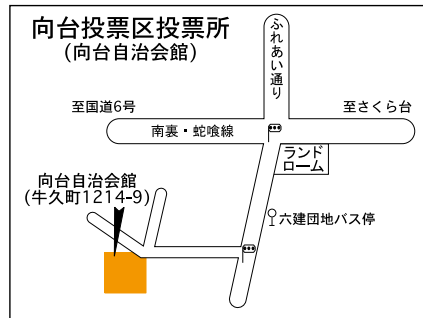 向台投票区投票所
(向台自治会館)
ふれあい通り
至国道6号
至さくら台
南裏・蛇喰線
ランド
ローム
向台自治会館
(牛久町1214-9)
六建団地バス停